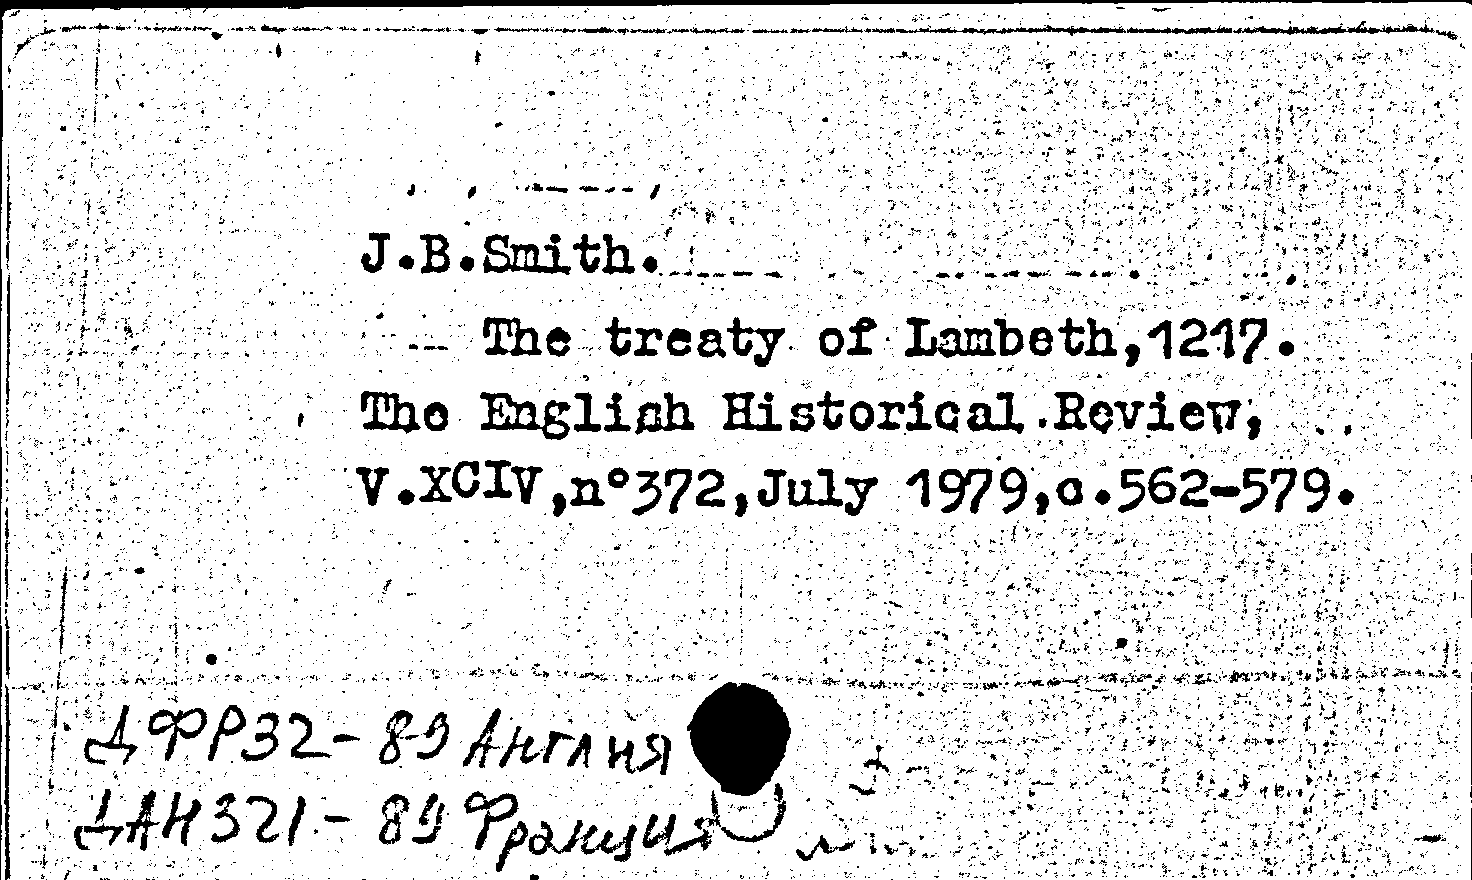 J.B.Smith.
The treaty of Lambeth,1217.
The English Historical Review,
V.XCIV,n°372,July 1979,c.562-579.
ДФР32-89 Англия
ДАН321-89 Франция